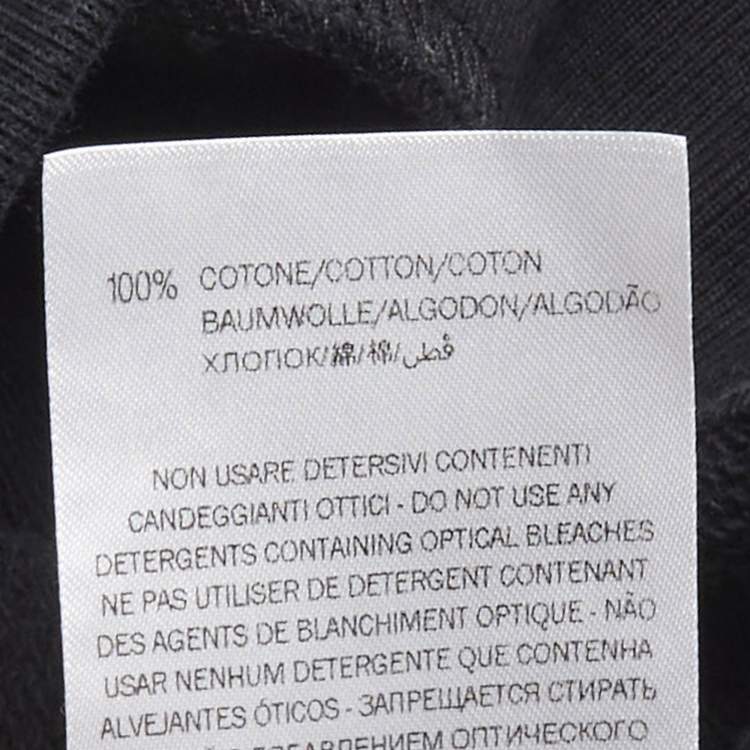 100% COTONE/COTTON/COTON
BAUMWOLLE/ALGODON/ALGODÃO
ХЛОПОК/綿/棉/قطن
NON USARE DETERSIVI CONTENENTI
CANDEGGIANTI OTTICI - DO NOT USE ANY
DETERGENTS CONTAINING OPTICAL BLEACHES
NE PAS UTILISER DE DETERGENT CONTENANT
DES AGENTS DE BLANCHIMENT OPTIQUE - NÃO
USAR NENHUM DETERGENTE QUE CONTENHA
ALVEJANTES ÓTICOS - ЗАПРЕЩАЕТСЯ СТИРАТЬ
ОПТИЧЕСКОГО